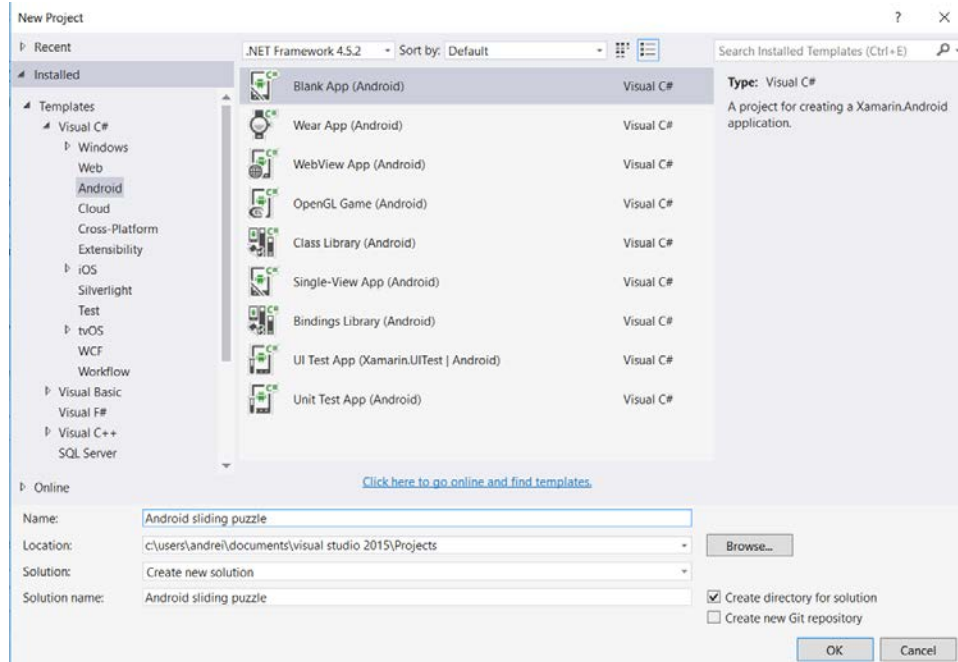 New Project
? ×
Recent
.NET Framework 4.5.2 Sort by: Default
Search Installed Templates (Ctrl+E)
Installed
Templates
Visual C#
Windows
Web
Android
Cloud
Cross-Platform
Extensibility
iOS
Silverlight
Test
tvOS
WCF
Workflow
Visual Basic
Visual F#
Visual C++
SQL Server
Online
Blank App (Android) Visual C#
Wear App (Android) Visual C#
WebView App (Android) Visual C#
OpenGL Game (Android) Visual C#
Class Library (Android) Visual C#
Single-View App (Android) Visual C#
Bindings Library (Android) Visual C#
UI Test App (Xamarin.UITest | Android) Visual C#
Unit Test App (Android) Visual C#
Click here to go online and find templates.
Type: Visual C#
A project for creating a Xamarin.Android
application.
Name: Android sliding puzzle
Location: c:\users\andrei\documents\visual studio 2015\Projects
Browse...
Solution: Create new solution
Solution name: Android sliding puzzle
Create directory for solution
Create new Git repository
OK Cancel